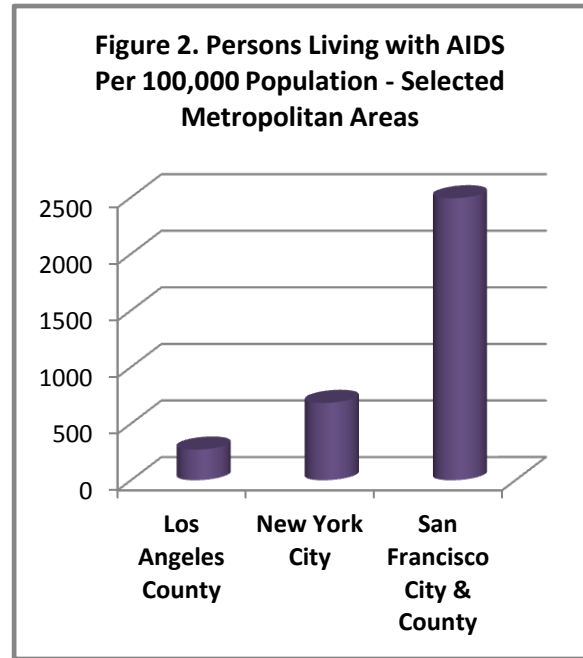 Figure 2. Persons Living with AIDS
Per 100,000 Population - Selected
Metropolitan Areas
2500
2000
1500
1000
500
0
Los
Angeles
County
New York
City
San
Francisco
City &
County